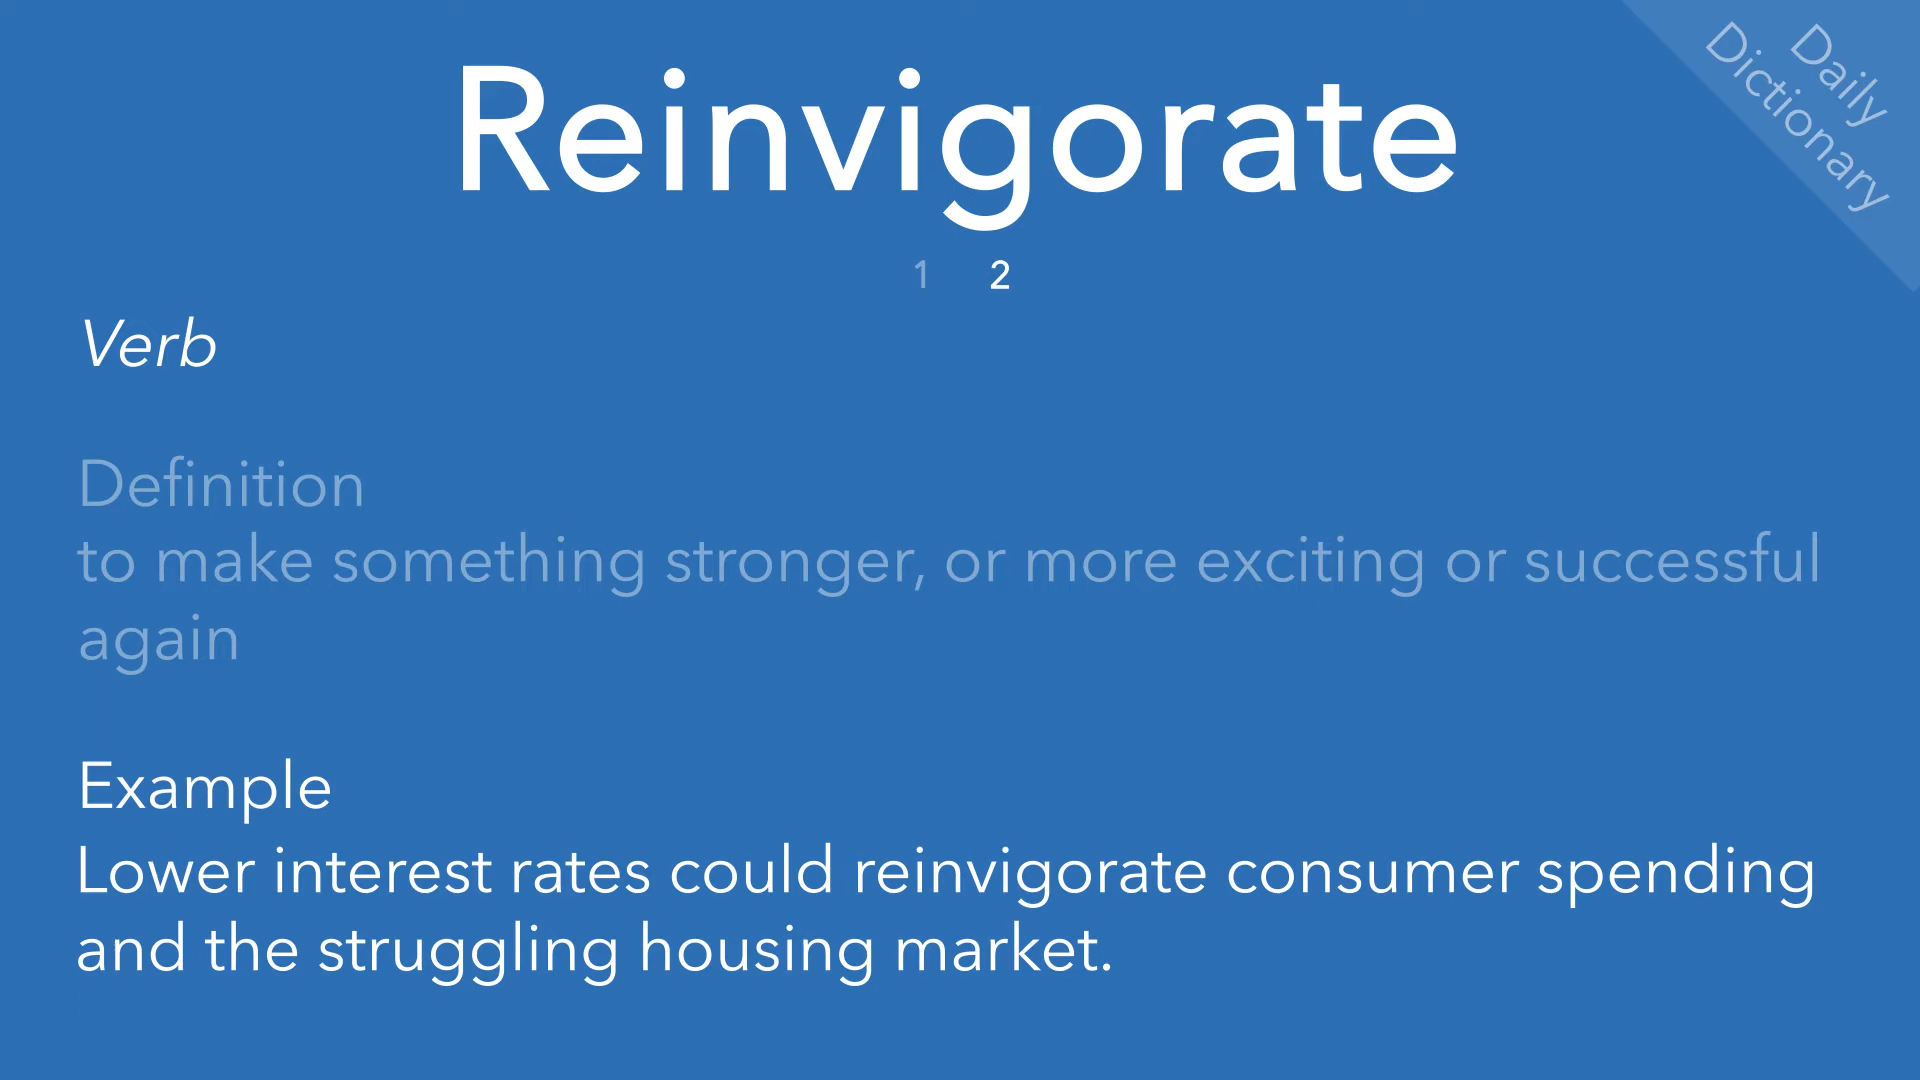 Reinvigorate
Daily
Dictionary
1 2
Verb
Definition
to make something stronger, or more exciting or successful
again
Example
Lower interest rates could reinvigorate consumer spending
and the struggling housing market.